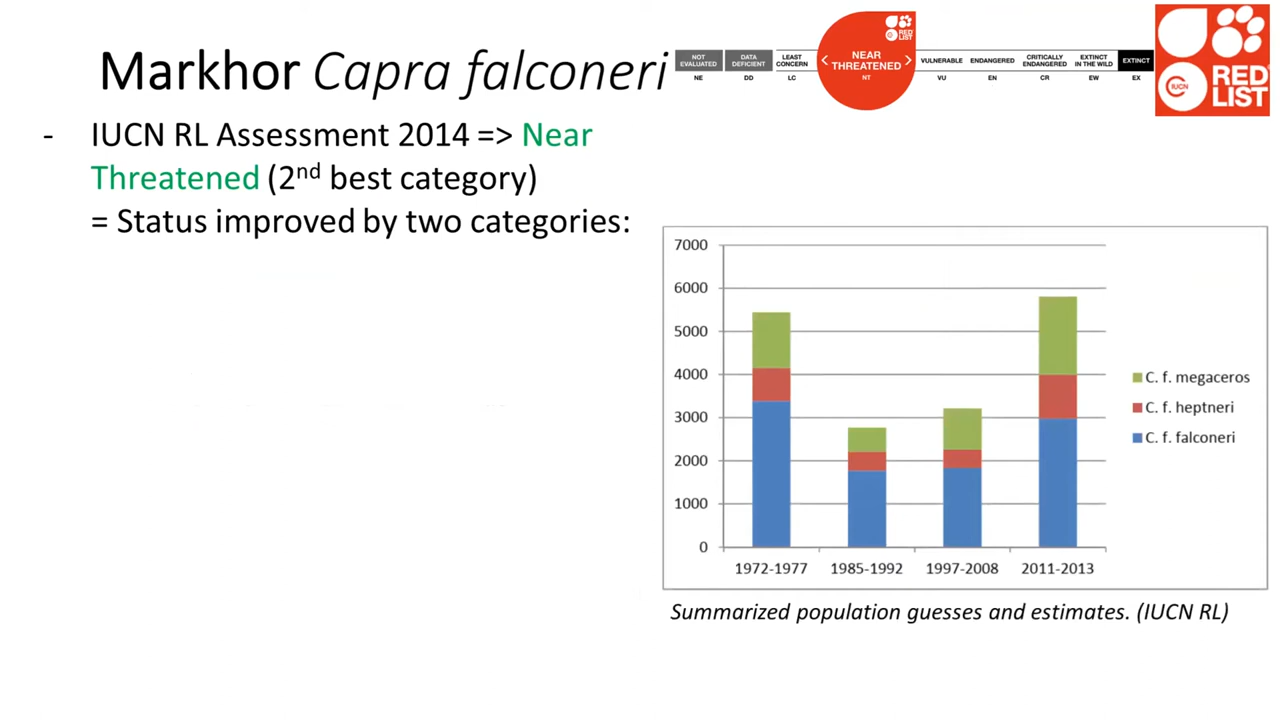 Markhor Capra falconeri
NOT EVALUATED
NE
DATA DEFICIENT
DD
LEAST CONCERN
LC
RED LIST
IUCN
< NEAR THREATENED >
NT
VULNERABLE
VU
ENDANGERED
EN
CRITICALLY ENDANGERED
CR
EXTINCT IN THE WILD
EW
EXTINCT
EX
IUCN
RED
LIST
- IUCN RL Assessment 2014 => Near
Threatened (2nd best category)
= Status improved by two categories:
7000
6000
5000
4000
3000
2000
1000
0
1972-1977 1985-1992 1997-2008 2011-2013
C. f. megaceros
C. f. heptneri
C. f. falconeri
Summarized population guesses and estimates. (IUCN RL)